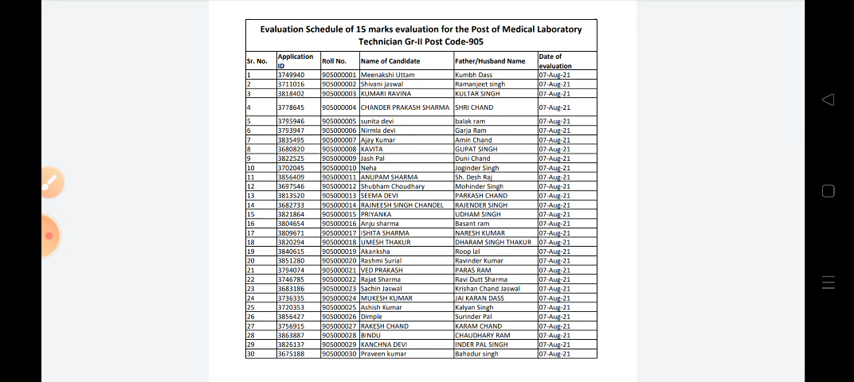 Evaluation Schedule of 15 marks evaluation for the Post of Medical Laboratory
Technician Gr-II Post Code-905
Sr. No. Application ID Roll No. Name of Candidate Father/Husband Name Date of evaluation
1 3749940 905000001 Meenakshi Uttam Kumbh Dass 07-Aug-21
2 3711016 905000002 Shivani jaswal Ramanjeet singh 07-Aug-21
3 3818402 905000003 KUMARI RAVINA KULTAR SINGH 07-Aug-21
4 3778645 905000004 CHANDER PRAKASH SHARMA SHRI CHAND 07-Aug-21
5 3795946 905000005 sunita devi balak ram 07-Aug-21
6 3793947 905000006 Nirmla devi Garja Ram 07-Aug-21
7 3835495 905000007 Ajay Kumar Amin Chand 07-Aug-21
8 3680820 905000008 KAVITA GUPAT SINGH 07-Aug-21
9 3822525 905000009 Jash Pal Duni Chand 07-Aug-21
10 3702045 905000010 Neha Joginder Singh 07-Aug-21
11 3856409 905000011 ANUPAM SHARMA Sh. Desh Raj 07-Aug-21
12 3697546 905000012 Shubham Choudhary Mohinder Singh 07-Aug-21
13 3813520 905000013 SEEMA DEVI PARKASH CHAND 07-Aug-21
14 3682733 905000014 RAJNEESH SINGH CHANDEL RAJENDER SINGH 07-Aug-21
15 3821864 905000015 PRIYANKA UDHAM SINGH 07-Aug-21
16 3804654 905000016 Anju sharma Basant ram 07-Aug-21
17 3809671 905000017 ISHITA SHARMA NARESH KUMAR 07-Aug-21
18 3820294 905000018 UMESH THAKUR DHARAM SINGH THAKUR 07-Aug-21
19 3840615 905000019 Akanksha Roop lal 07-Aug-21
20 3851280 905000020 Rashmi Surial Ravinder Kumar 07-Aug-21
21 3794074 905000021 VED PRAKASH PARAS RAM 07-Aug-21
22 3746785 905000022 Rajat Sharma Ravi Dutt Sharma 07-Aug-21
23 3683186 905000023 Sachin Jaswal Krishan Chand Jaswal 07-Aug-21
24 3736335 905000024 MUKESH KUMAR JAI KARAN DASS 07-Aug-21
25 3720353 905000025 Ashish Kumar Kalyan Singh 07-Aug-21
26 3856427 905000026 Dimple Surinder Pal 07-Aug-21
27 3756915 905000027 RAKESH CHAND KARAM CHAND 07-Aug-21
28 3863887 905000028 BINDU CHAUDHARY RAM 07-Aug-21
29 3826137 905000029 KANCHNA DEVI INDER PAL SINGH 07-Aug-21
30 3675188 905000030 Praveen kumar Bahadur singh 07-Aug-21